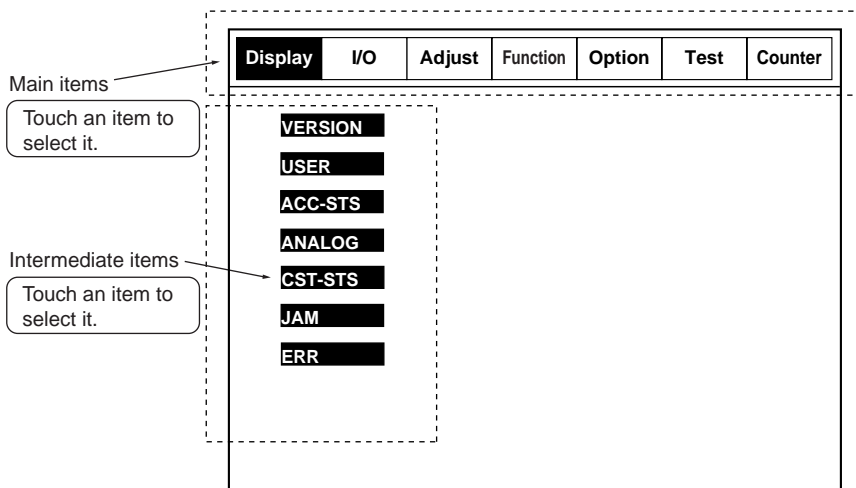 Display I/O Adjust Function Option Test Counter
Main items
Touch an item to
select it.
VERSION
USER
ACC-STS
ANALOG
Intermediate items
CST-STS
Touch an item to
select it.
JAM
ERR